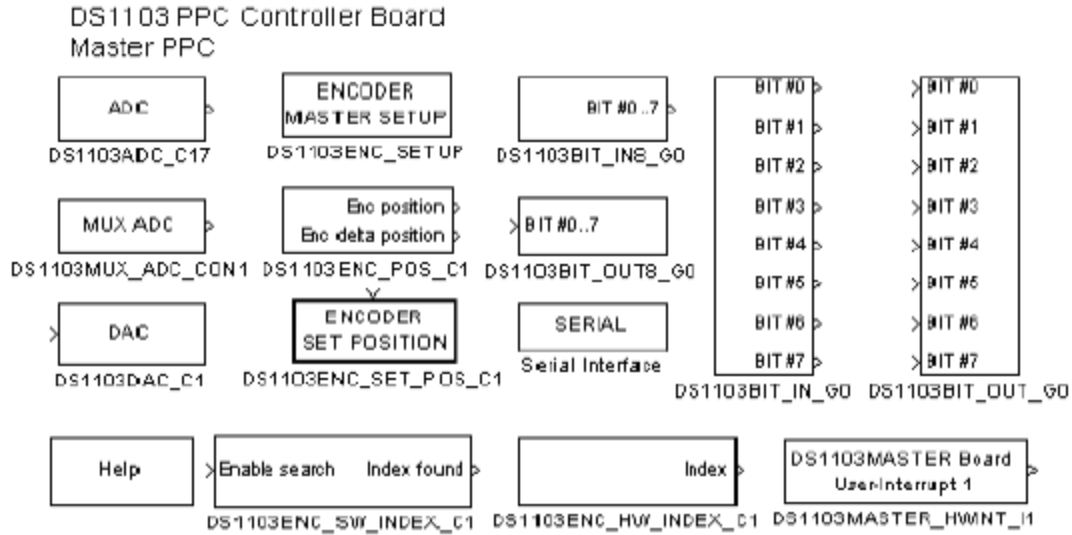 DS1103 PPC Controller Board
Master PPC
ADC
DS1103ADC_C17
ENCODER
MASTER SETUP
DS1103ENC_SETUP
BIT #0..7
DS1103BIT_IN8_G0
MUX ADC
DS1103MUX_ADC_CON1
Enc position
Enc delta position
DS1103ENC_POS_C1
BIT #0..7
DS1103BIT_OUT8_G0
DAC
DS1103DAC_C1
ENCODER
SET POSITION
DS1103ENC_SET_POS_C1
SERIAL
Serial Interface
BIT #0
BIT #1
BIT #2
BIT #3
BIT #4
BIT #5
BIT #6
BIT #7
DS1103BIT_IN_G0
BIT #0
BIT #1
BIT #2
BIT #3
BIT #4
BIT #5
BIT #6
BIT #7
DS1103BIT_OUT_G0
Help
Enable search Index found
DS1103ENC_SW_INDEX_C1
Index
DS1103ENC_HW_INDEX_C1
DS1103MASTER Board
User-Interrupt 1
DS1103MASTER_HWINT_I1